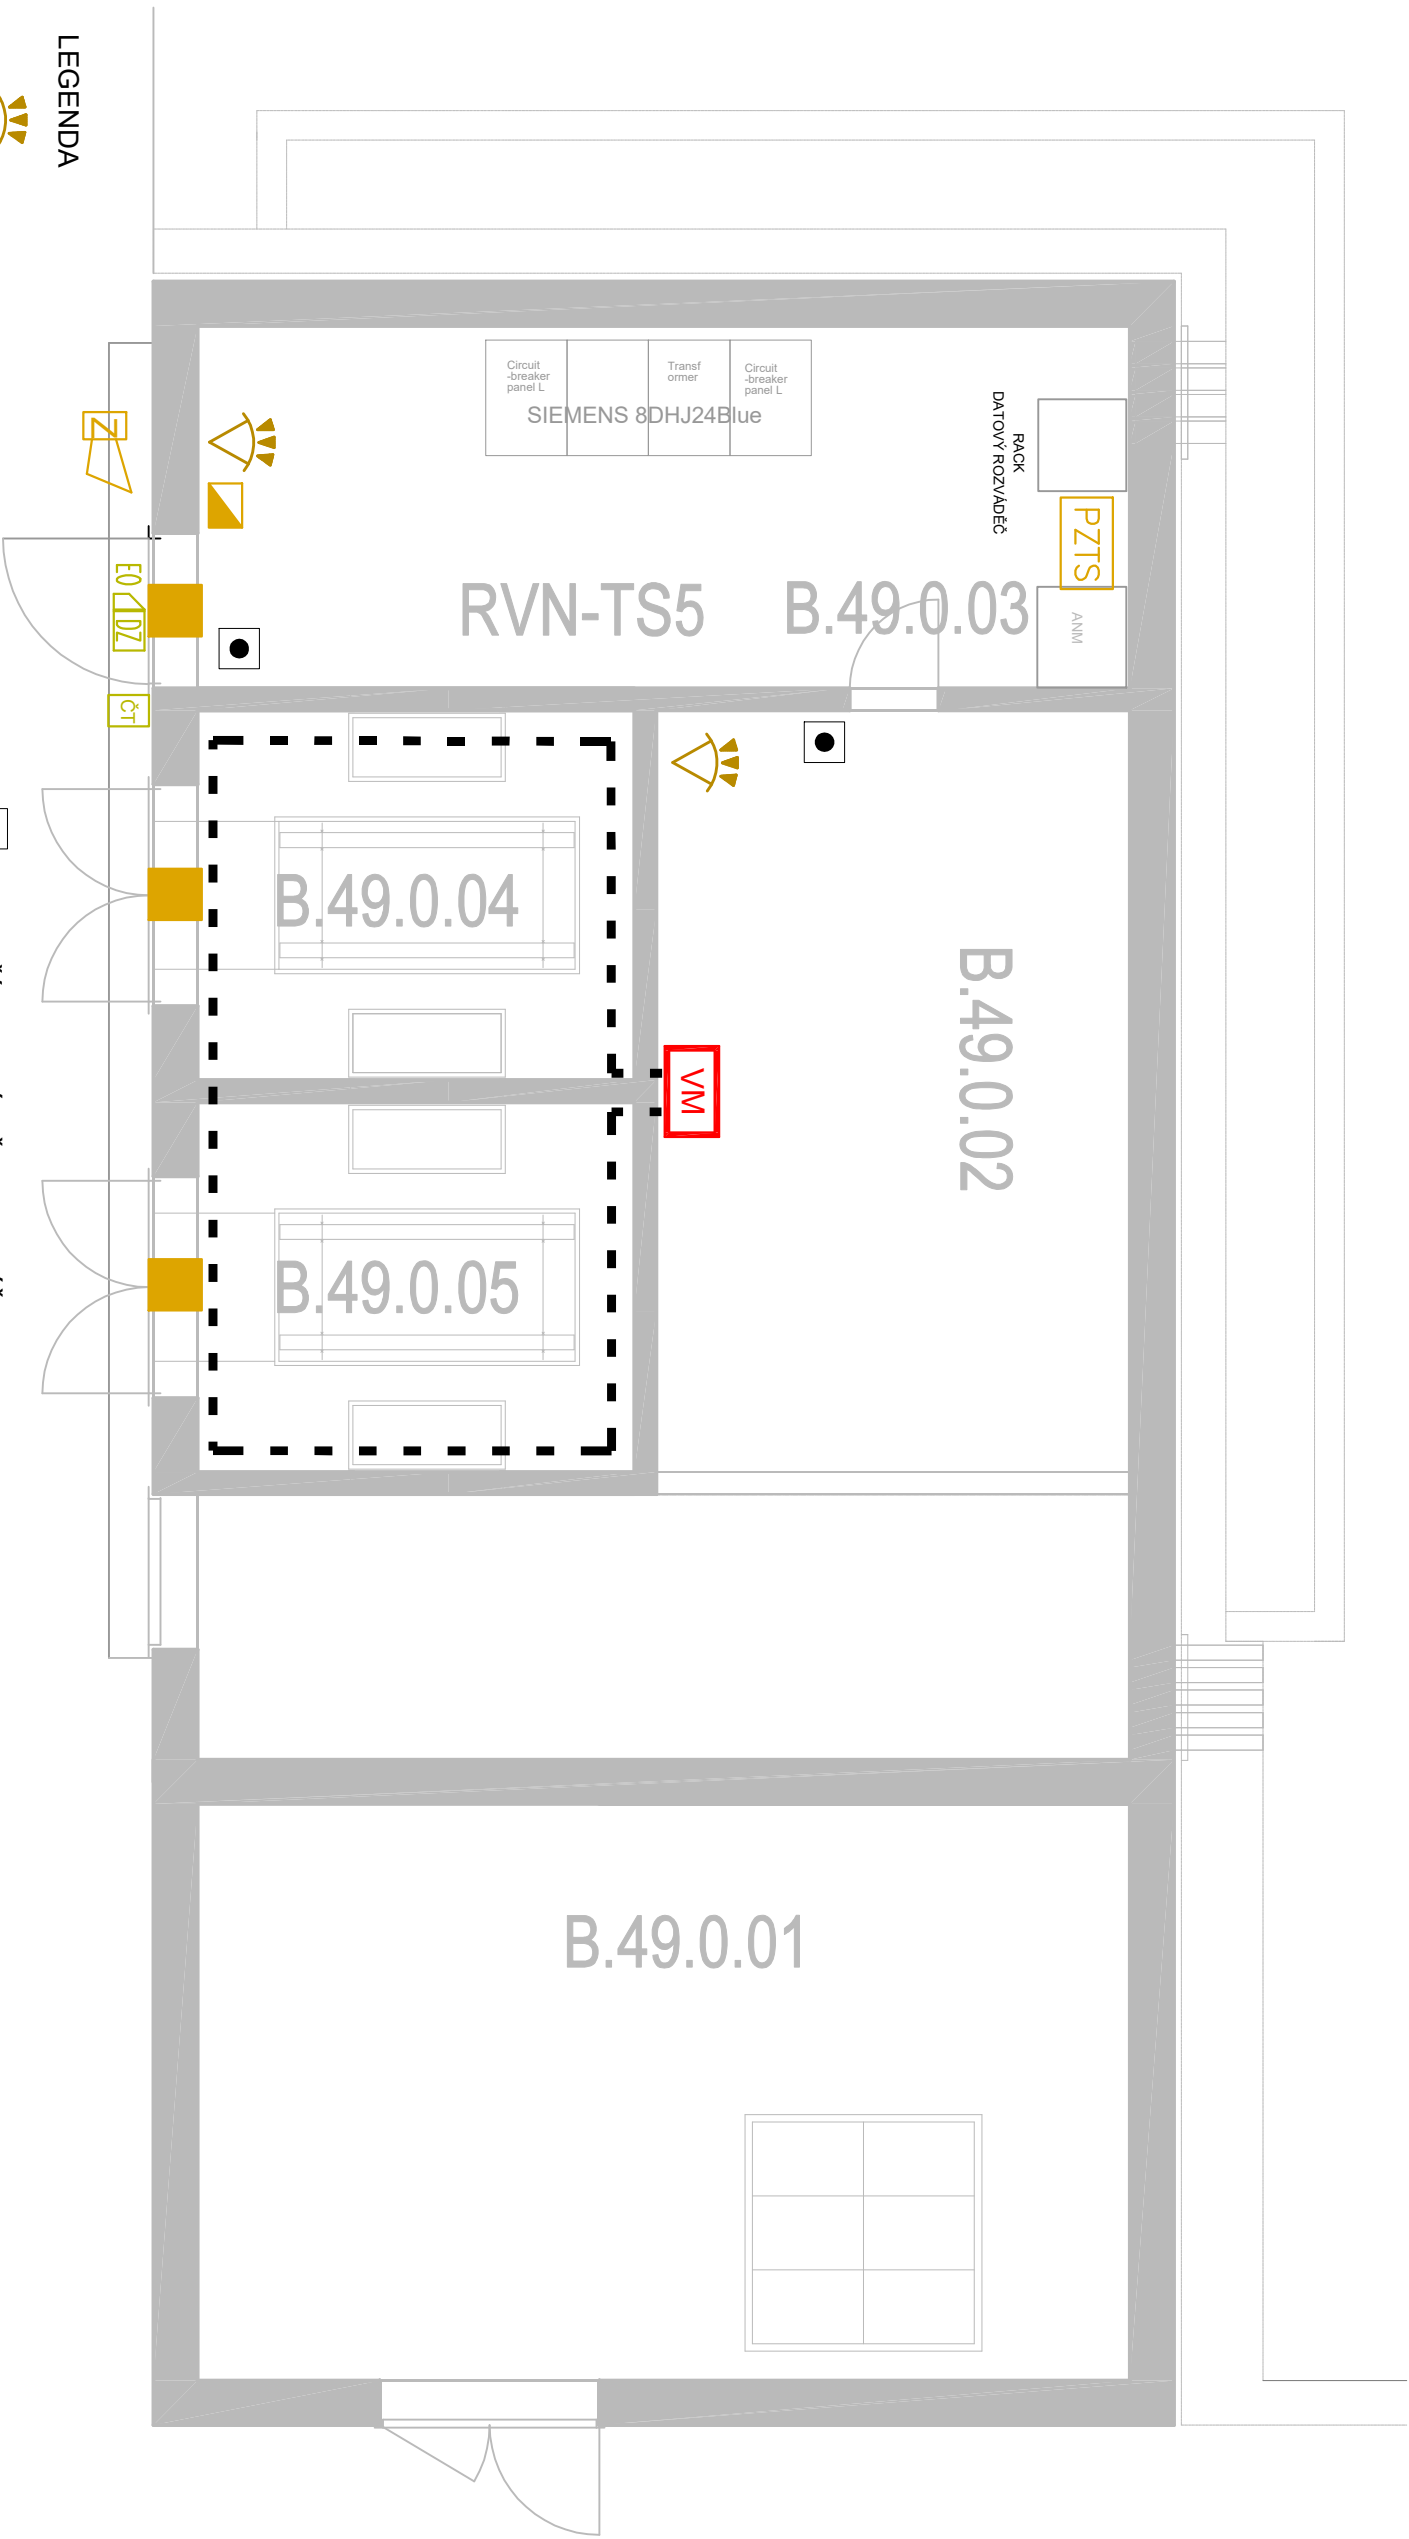 LEGENDA
Circuit
-breaker
panel L
Transf
ormer
Circuit
-breaker
panel L
SIEMENS 8DHJ24Blue
RACK
DATOVÝ ROZVÁDĚČ
Z
PZTS
EO
DZ
RVN-TS5
B.49.0.03
ANM
ČT
B.49.0.04
B.49.0.02
VM
B.49.0.05
B.49.0.01